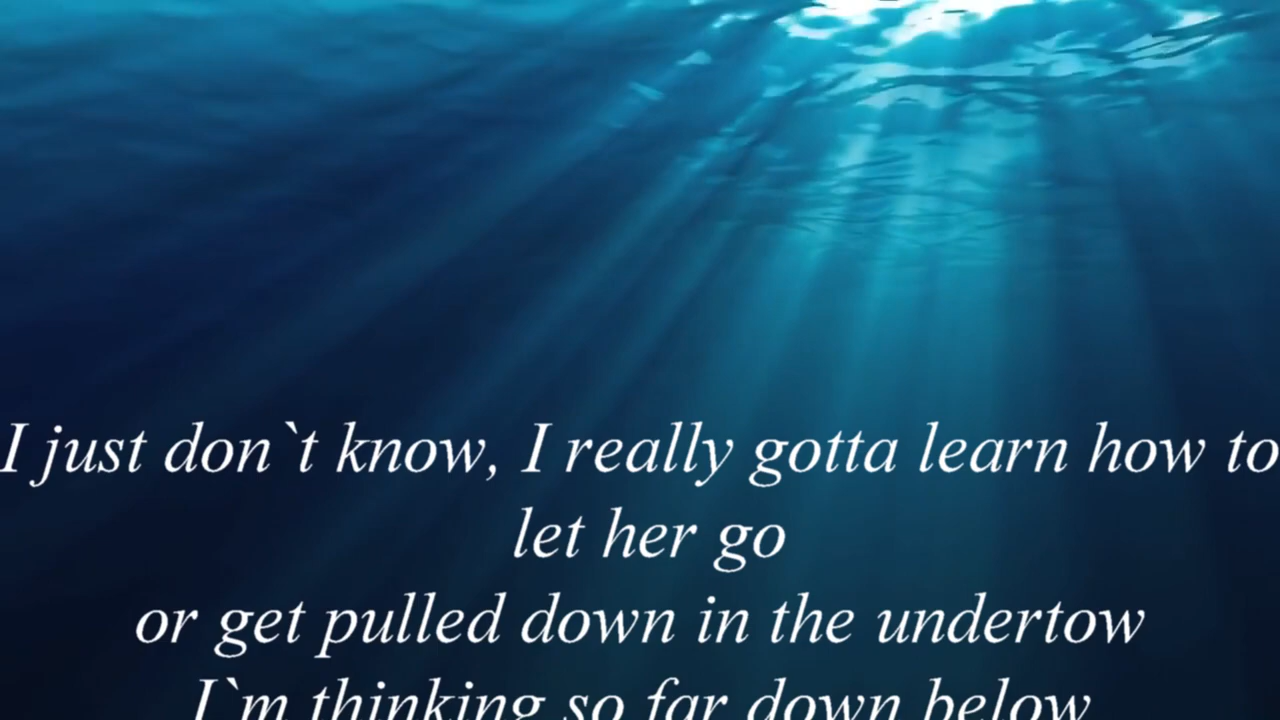 I just don`t know, I really gotta learn how to
let her go
or get pulled down in the undertow
I`m thinking so far down below